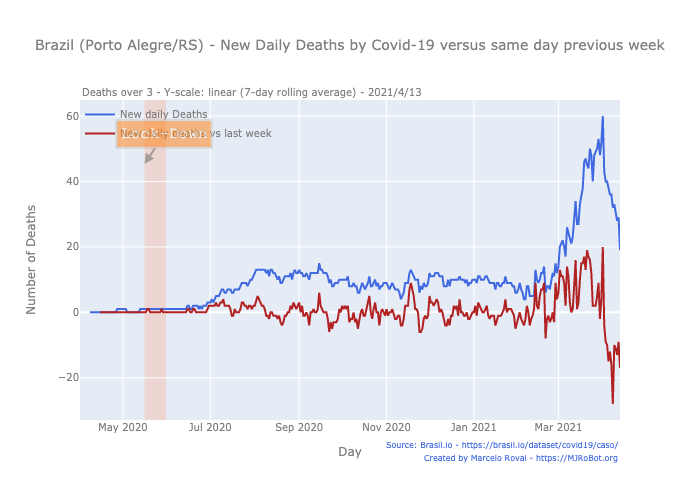 Brazil (Porto Alegre/RS) - New Daily Deaths by Covid-19 versus same day previous week
Deaths over 3 - Y-scale: linear (7-day rolling average) - 2021/4/13
New daily Deaths
New daily Deaths vs last week
Lock Down
60
40
20
0
−20
Number of Deaths
May 2020
Jul 2020
Sep 2020
Nov 2020
Jan 2021
Mar 2021
Day
Source: Brasil.io - https://brasil.io/dataset/covid19/caso/
Created by Marcelo Rovai - https://MJRoBot.org